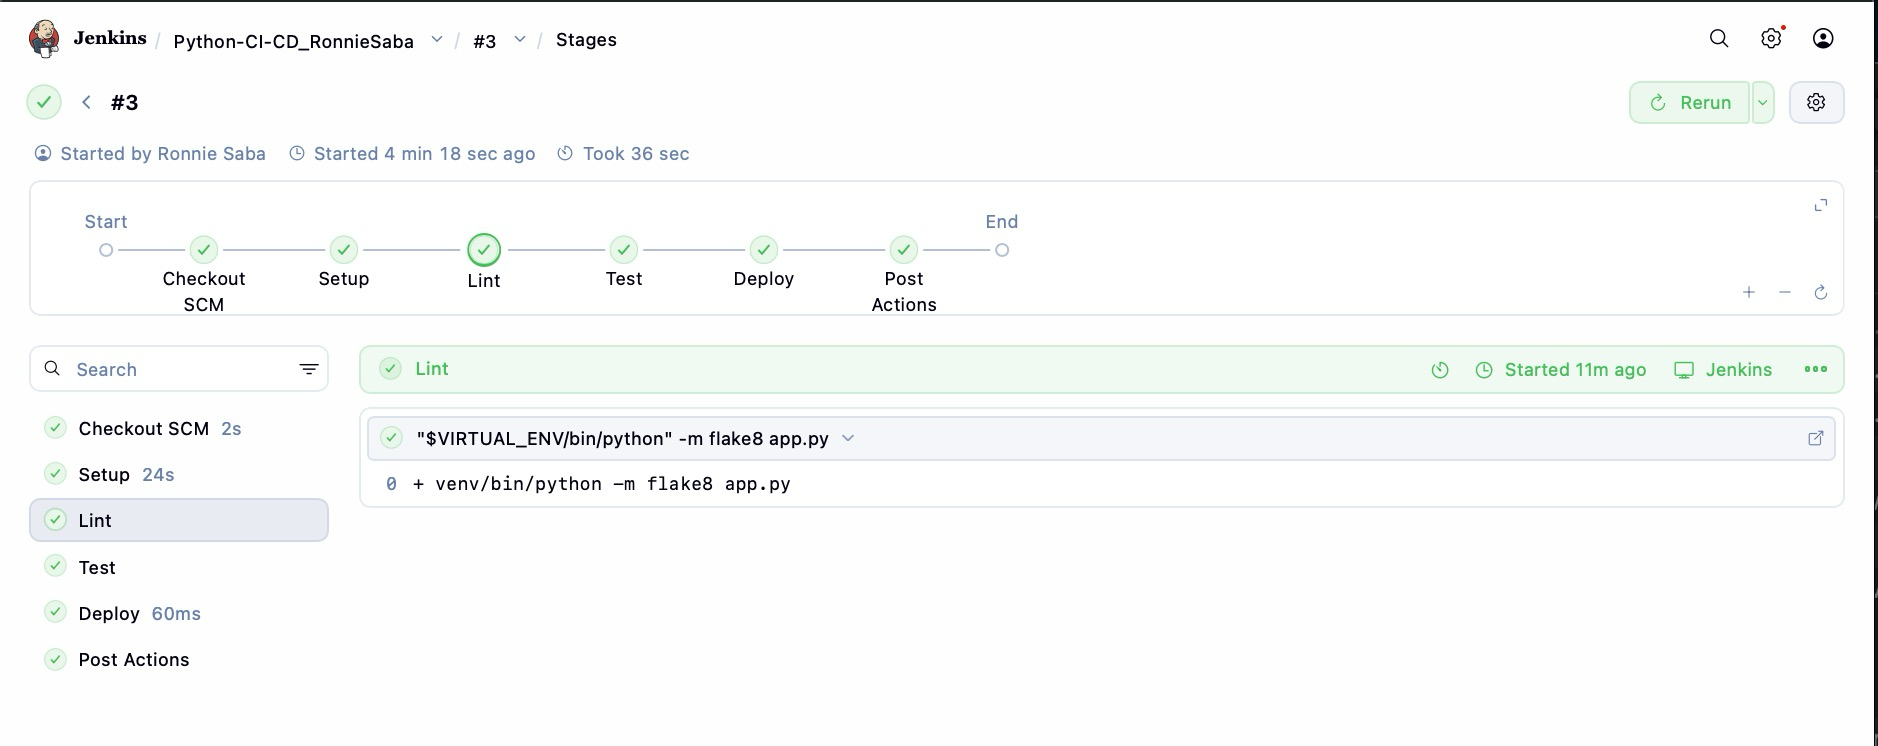 Jenkins / Python-CI-CD_RonnieSaba / #3 / Stages
#3
Rerun
Started by Ronnie Saba Started 4 min 18 sec ago Took 36 sec
Start End
Checkout SCM
Setup
Lint
Test
Deploy
Post Actions
Search
Checkout SCM 2s
Setup 24s
Lint
Test
Deploy 60ms
Post Actions
Lint Started 11m ago Jenkins
"$VIRTUAL_ENV/bin/python" -m flake8 app.py
0 + venv/bin/python -m flake8 app.py